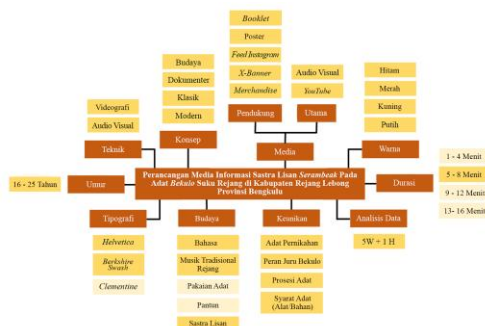 Booklet
Poster
Feed Instagram
X-Banner
Merchandise
Pendukung
Audio Visual
YouTube
Utama
Media
Budaya
Dokumenter
Klasik
Modern
Konsep
Videografi
Audio Visual
Teknik
Hitam
Merah
Kuning
Putih
Warna
Perancangan Media Informasi Sastra Lisan Serambeak Pada
Adat Bekulo Suku Rejang di Kabupaten Rejang Lebong
Provinsi Bengkulu
16 - 25 Tahun
Umur
Durasi
1 - 4 Menit
5 - 8 Menit
9 - 12 Menit
13- 16 Menit
Tipografi
Helvettica
Berkshire
Swash
Clementine
Budaya
Bahasa
Musik Tradisional
Rejang
Pakaian Adat
Pantun
Sastra Lisan
Keunikan
Adat Pernikahan
Peran Juru Bekulo
Prosesi Adat
Syarat Adat
(Alat Bahan)
Analisis Data
5W + 1 H